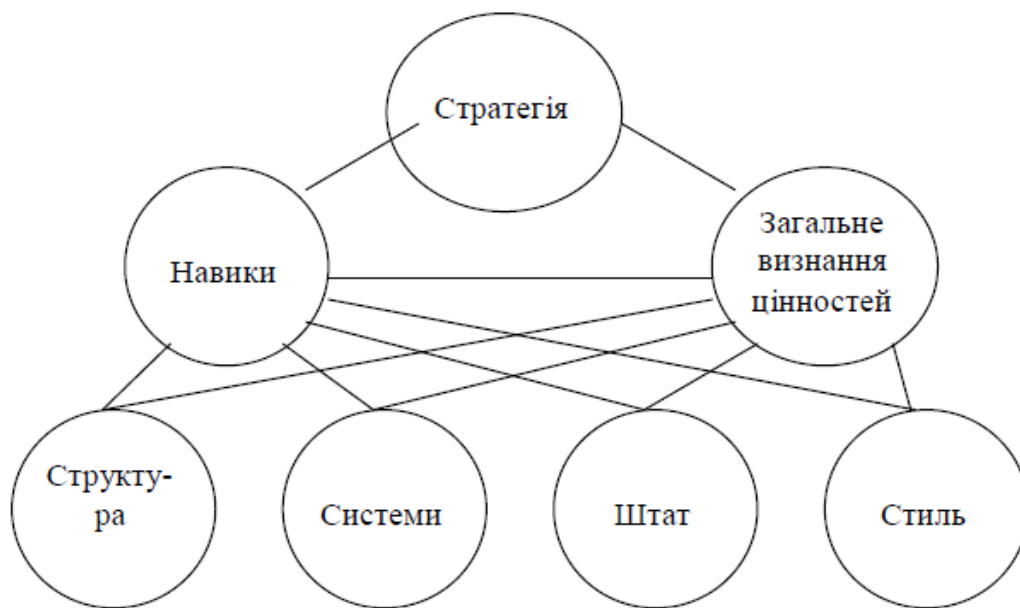 Стратегія
Навики
Загальне
визнання
цінностей
Структу-
ра
Системи
Штат
Стиль